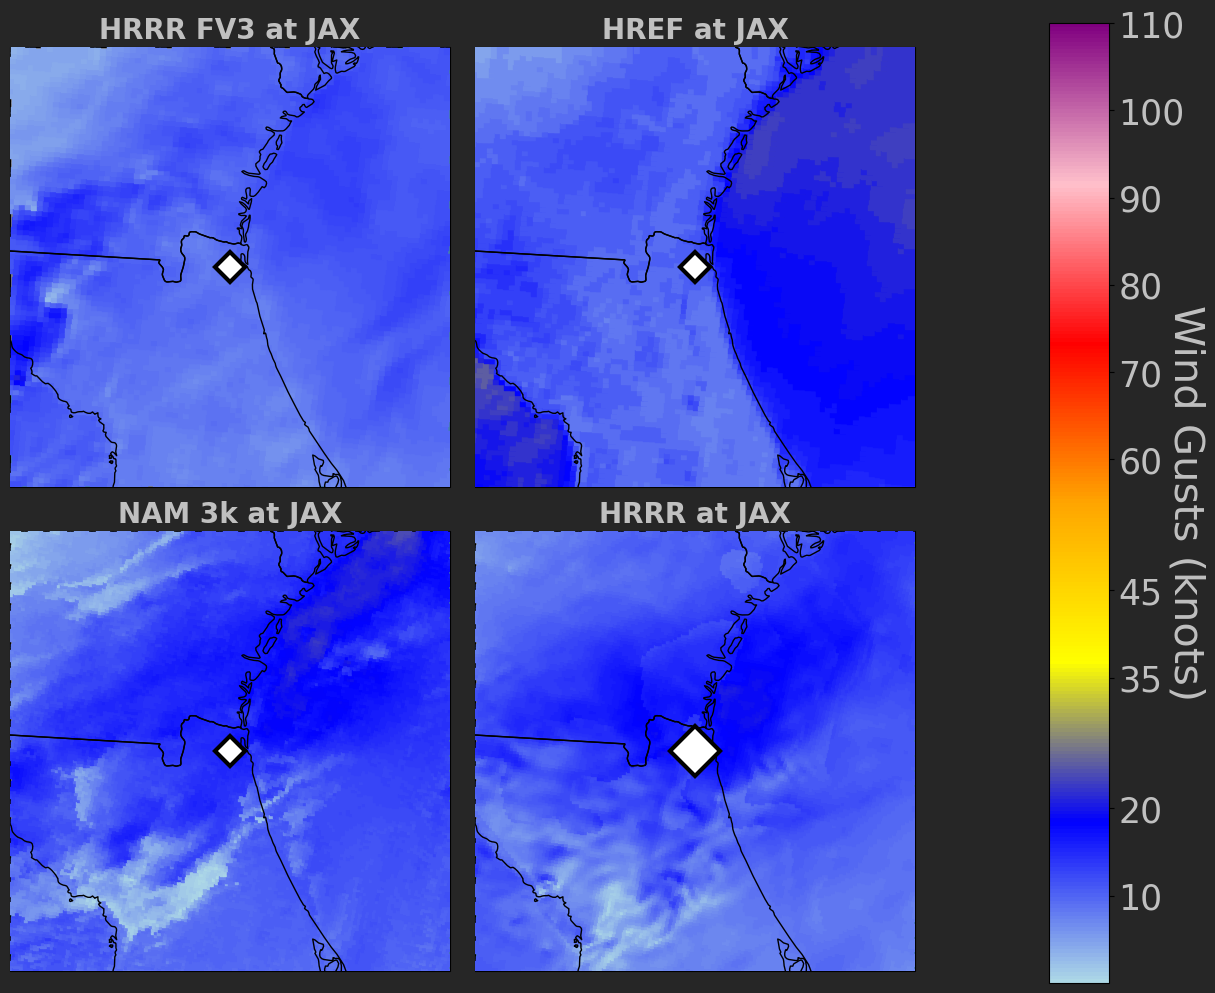 HRRR FV3 at JAX
HREF at JAX
NAM 3k at JAX
HRRR at JAX
110
100
90
80
70
60
45
35
20
10
Wind Gusts (knots)